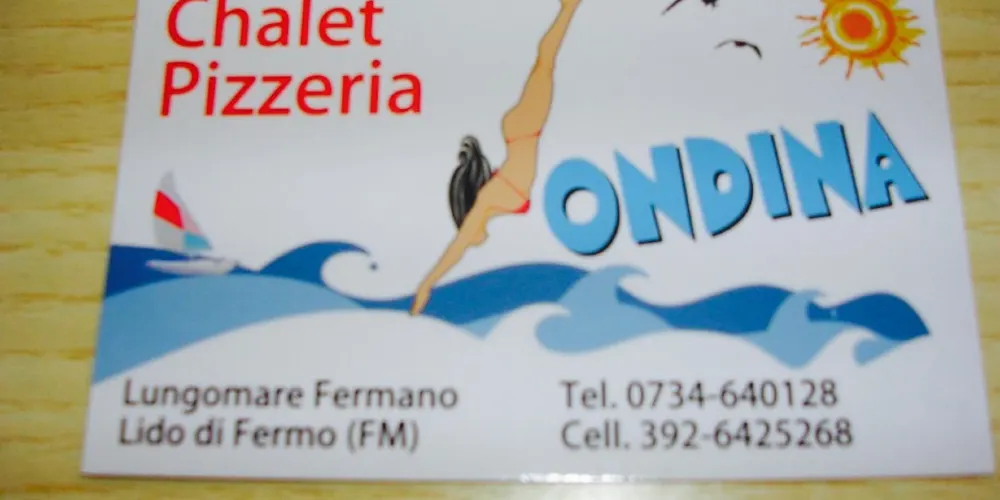 Chalet
Pizzeria
ONDINA
Lungomare Fermano
Lido di Fermo (FM)
Tel. 0734-640128
Cell. 392-6425268